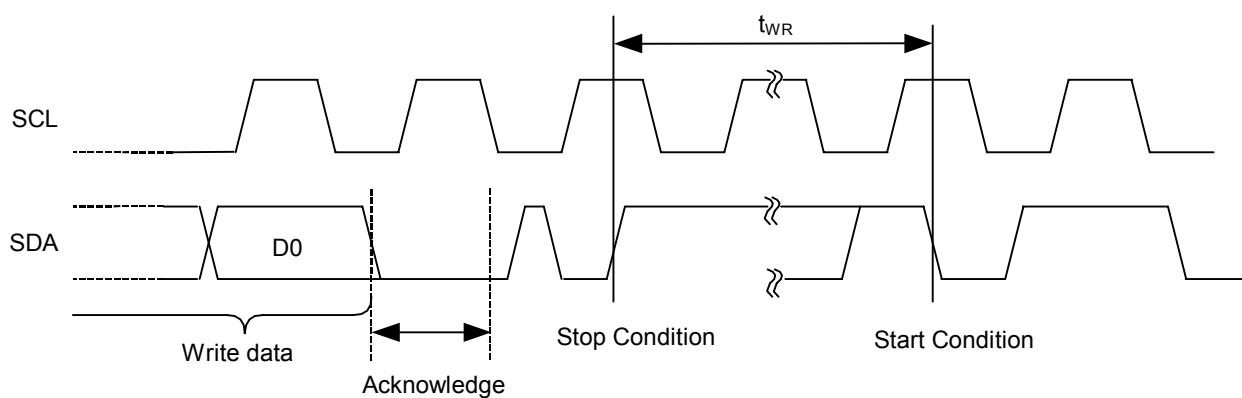 tWR
SCL
SDA
D0
Write data
Acknowledge
Stop Condition
Start Condition